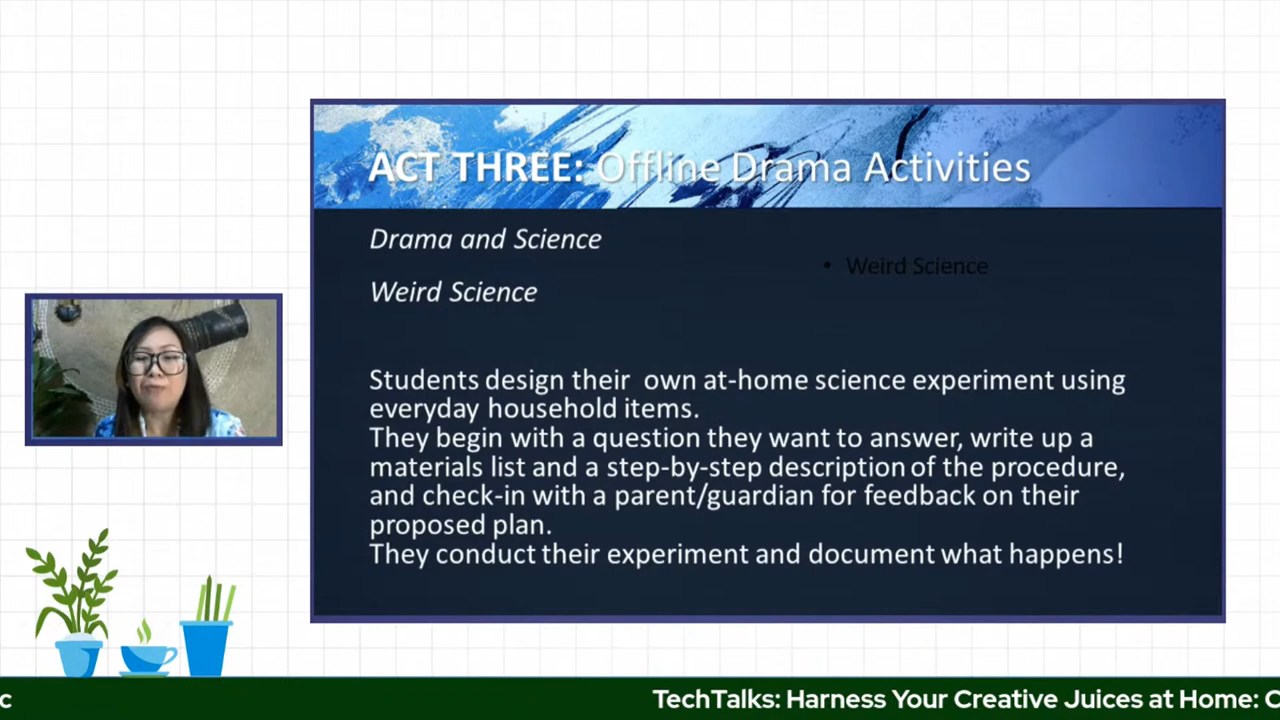 ACT THREE: Offline Drama Activities
Drama and Science
• Weird Science
Weird Science
Students design their own at-home science experiment using
everyday household items.
They begin with a question they want to answer, write up a
materials list and a step-by-step description of the procedure,
and check-in with a parent/guardian for feedback on their
proposed plan.
They conduct their experiment and document what happens!
c TechTalks: Harness Your Creative Juices at Home: C